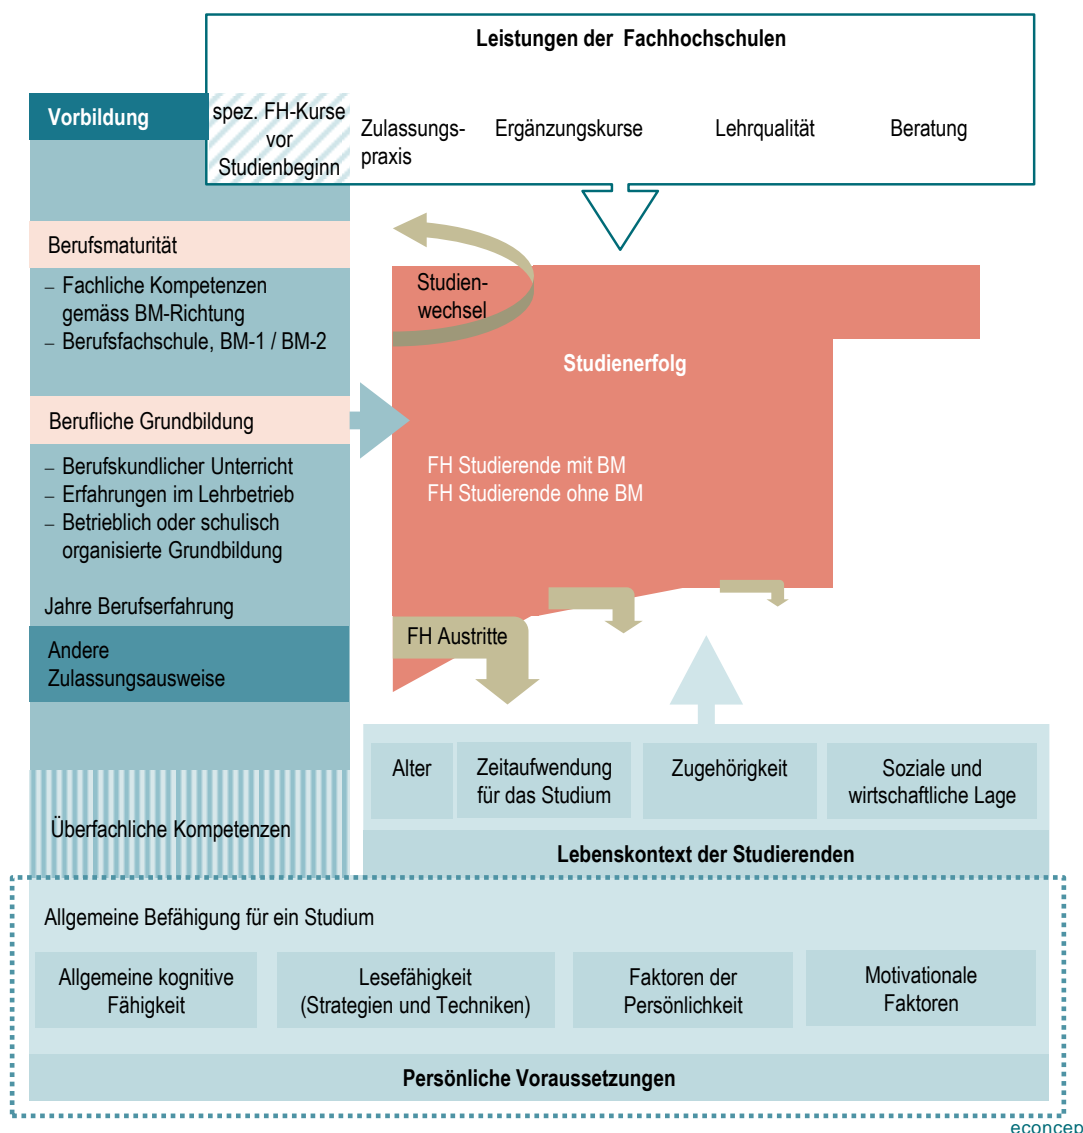 Leistungen der Fachhochschulen
Vorbildung
spez. FH-Kurse
vor
Studienbeginn
Zulassungs-
praxis
Ergänzungskurse
Lehrqualität
Beratung
Berufsmaturität
– Fachliche Kompetenzen
gemäss BM-Richtung
– Berufsfachschule, BM-1 / BM-2
Berufliche Grundbildung
– Berufskundlicher Unterricht
– Erfahrungen im Lehrbetrieb
– Betrieblich oder schulisch
organisierte Grundbildung
Jahre Berufserfahrung
Andere
Zulassungsausweise
Überfachliche Kompetenzen
Studien-
wechsel
Studienerfolg
FH Studierende mit BM
FH Studierende ohne BM
FH Austritte
Alter
Zeitaufwendung
für das Studium
Zugehörigkeit
Soziale und
wirtschaftliche Lage
Lebenskontext der Studierenden
Allgemeine Befähigung für ein Studium
Allgemeine kognitive
Fähigkeit
Lesefähigkeit
(Strategien und Techniken)
Faktoren der
Persönlichkeit
Motivationale
Faktoren
Persönliche Voraussetzungen
econcep